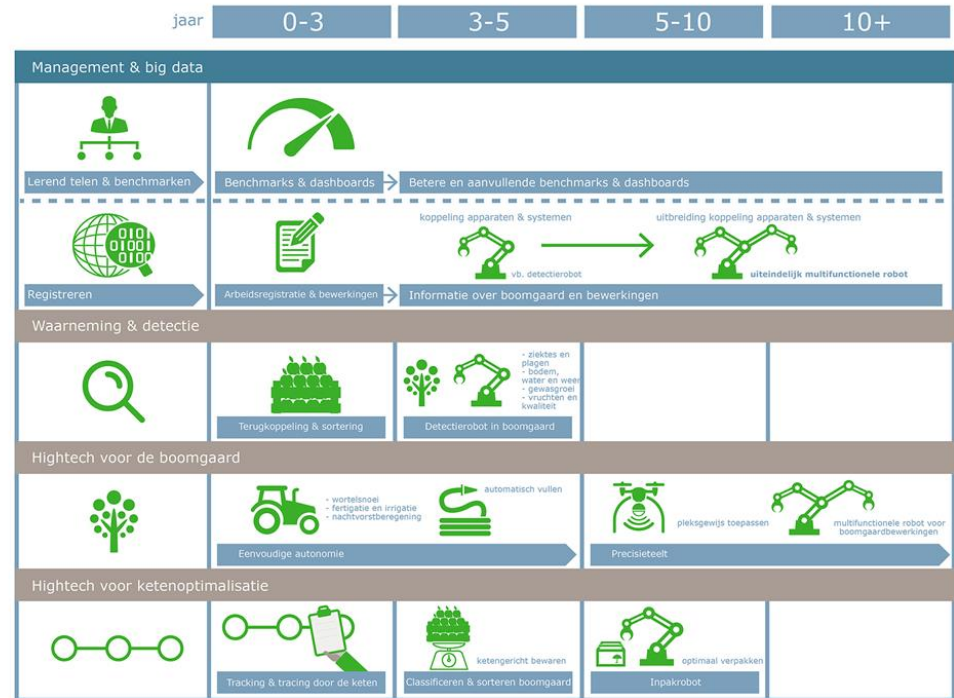 jaar 0-3 3-5 5-10 10+
Management & big data
Lerend telen & benchmarken
Benchmarks & dashboards
Betere en aanvullende benchmarks & dashboards
0101
01001
001
Registreren
Arbeidsregistratie & bewerkingen
koppeling apparaten & systemen
vb. detectierobot
uitbreiding koppeling apparaten & systemen
uiteindelijk multifunctionele robot
Informatie over boomgaard en bewerkingen
Waarneming & detectie
Terugkoppeling & sortering
- ziektes en
plagen
- bodem,
water en weer
- gewasgroei
- vruchten en
kwaliteit
Detectierobot in boomgaard
Hightech voor de boomgaard
- wortelsnoei
- fertigatie en irrigatie
- nachtvorstberegening
automatisch vullen
Eenvoudige autonomie
pleksgewijs toepassen
multifunctionele robot voor
boomgaardbewerkingen
Precisieteelt
Hightech voor ketenoptimalisatie
Tracking & tracing door de keten
ketengericht bewaren
Classificeren & sorteren boomgaard
optimaal verpakken
Inpakrobot